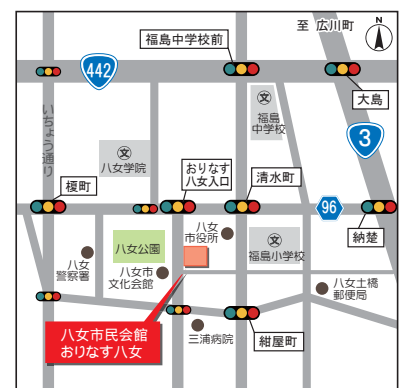 至 広川町
N
福島中学校前
442
大島
文
福島
中学校
3
いちょう通り
文
八女学院
榎町
おりなす
八女入口
清水町
96
納楚
八女
市役所
八女公園
文
福島小学校
八女
警察署
八女市
文化会館
八女土橋
郵便局
八女市民会館
おりなす八女
三浦病院
紺屋町